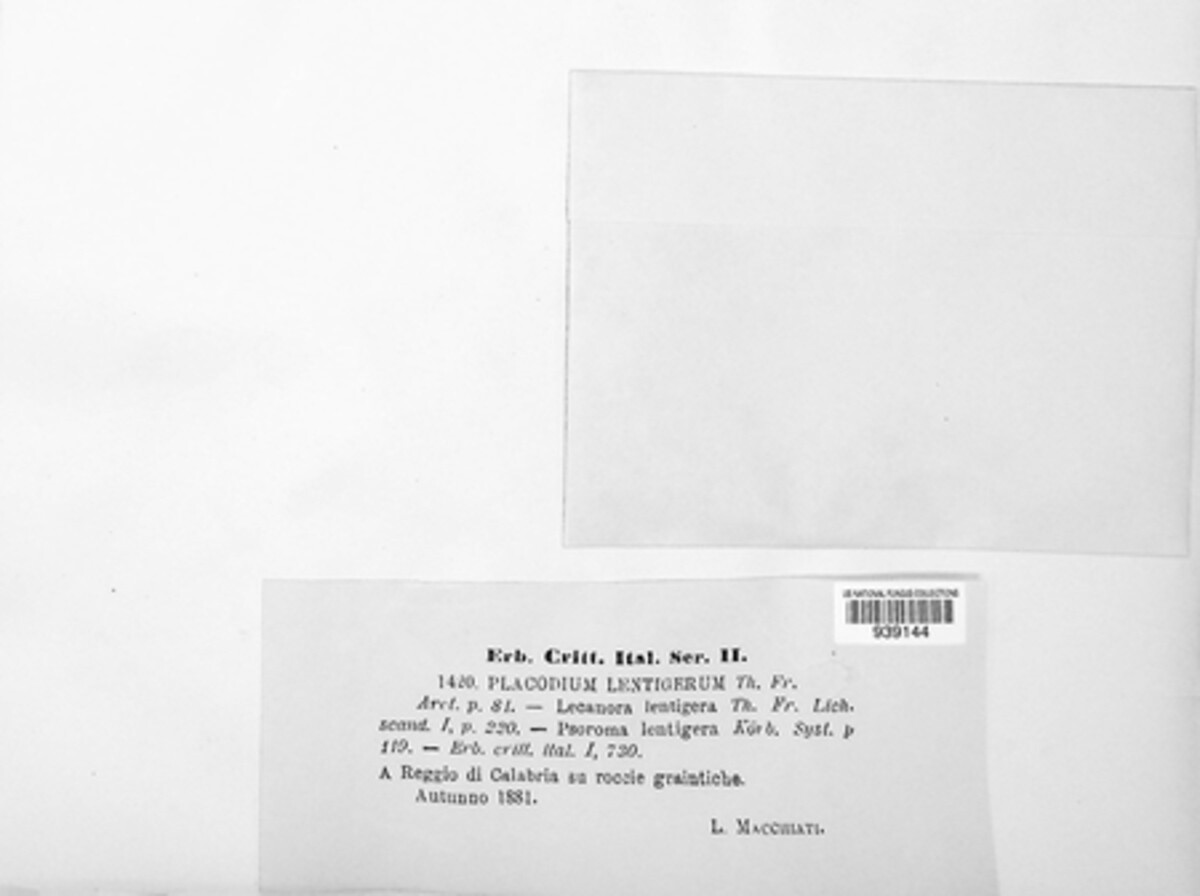 US NATIONAL FUNGUS COLLECTIONS
939144
Erb. Critt. Ital. Ser. II.
1420. PLACODIUM LENTIGERUM Th. Fr.
Arct. p. 81. — Lecanora lentigera Th. Fr. Lich.
scand. I, p. 220. — Psoroma lentigera Körb. Syst. p
119. — Erb. critt. ital. I, 730.
A Reggio di Calabria su roccie graintiche.
Autunno 1881.
L. MACCHIATI.